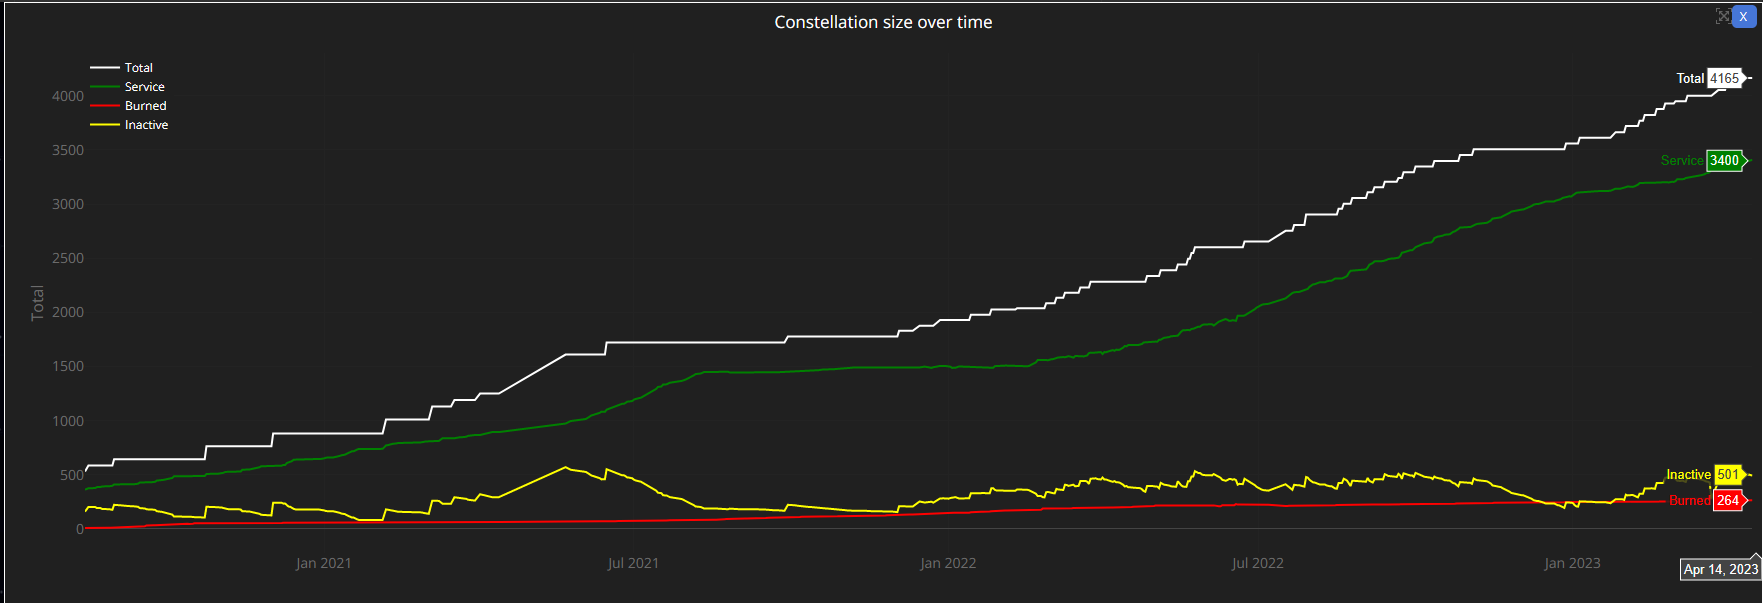 Constellation size over time
X
Total
Service
Burned
Inactive
Total 4165
4000
3500
Service 3400
3000
2500
2000
Total
1500
1000
500
Inactive 501
Burned 264
0
Jan 2021
Jul 2021
Jan 2022
Jul 2022
Jan 2023
Apr 14, 2023